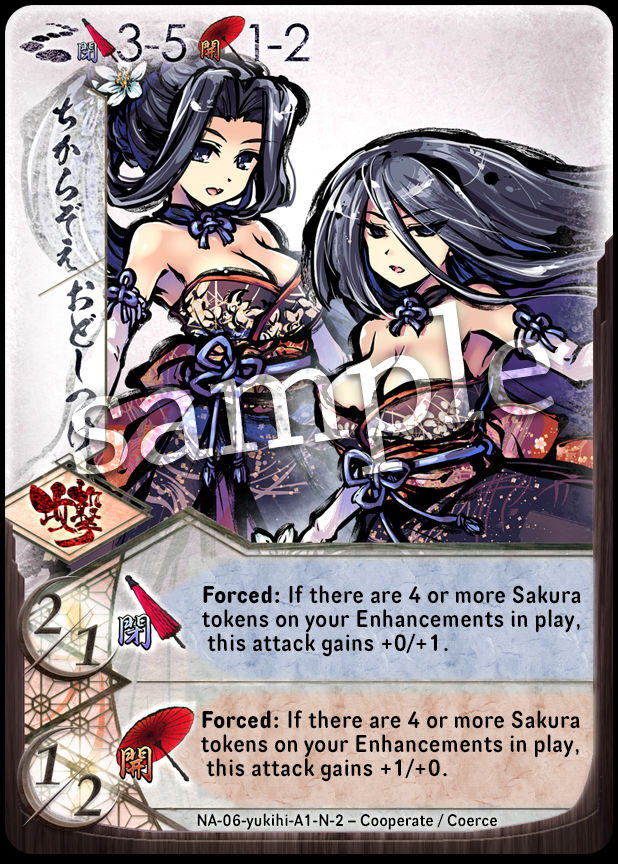 閉 3-5 開 1-2
ちからぞえ おどしつけ
sample
攻撃
2/1
閉
Forced: If there are 4 or more Sakura
tokens on your Enhancements in play,
this attack gains +0/+1.
1/2
開
Forced: If there are 4 or more Sakura
tokens on your Enhancements in play,
this attack gains +1/+0.
NA-06-yukihi-A1-N-2 – Cooperate / Coerce